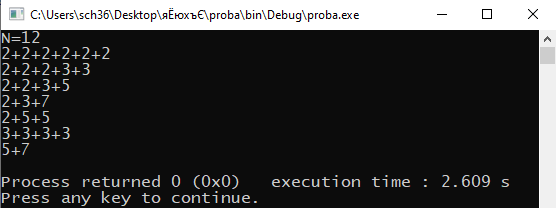 C:\Users\sch36\Desktop\яЁюхъЄ\proba\bin\Debug\proba.exe
N=12
2+2+2+2+2+2
2+2+2+3+3
2+2+3+5
2+3+7
2+5+5
3+3+3+3
5+7
Process returned 0 (0x0)   execution time : 2.609 s
Press any key to continue.